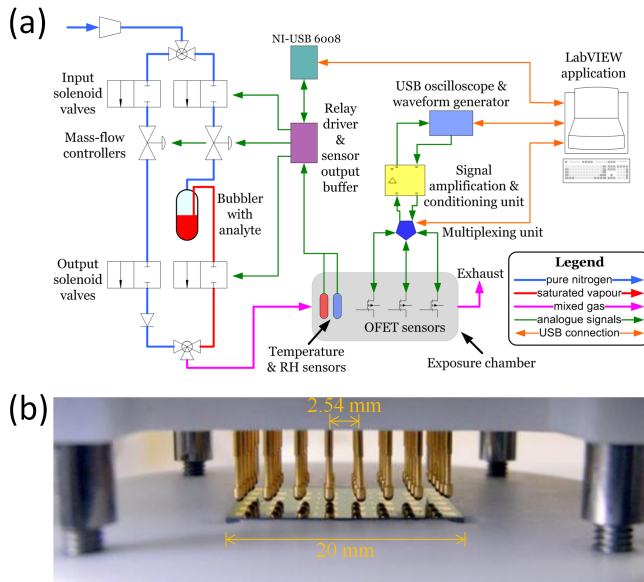 (a)
NI-USB 6008
LabVIEW
application
Input solenoid
valves
USB oscilloscope &
waveform generator
Relay
driver
&
sensor
output
buffer
Mass-flow
controllers
Signal
amplification &
conditioning unit
Bubbler
with
analyte
Multiplexing unit
Output solenoid
valves
Exhaust
Legend
pure nitrogen
saturated vapour
mixed gas
analogue signals
USB connection
OFET sensors
Temperature
& RH sensors
Exposure chamber
(b)
2.54 mm
20 mm